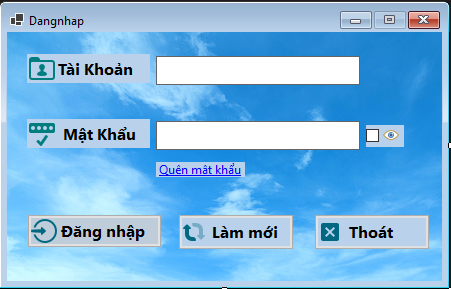 Dangnhap
Tài Khoản
Mật Khẩu
Quên mật khẩu
Đăng nhập
Làm mới
Thoát